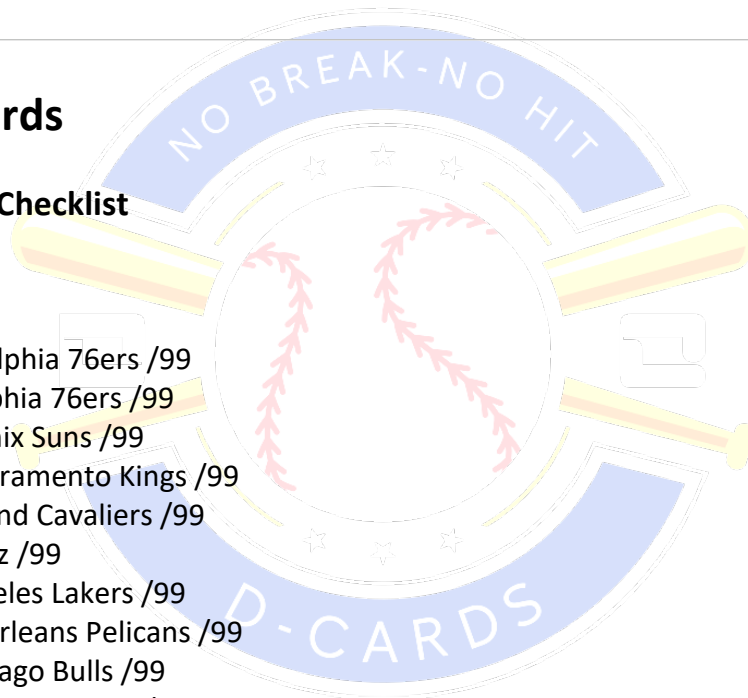 NO BREAK-NO HIT
rds
Checklist
lphia 76ers /99
phia 76ers /99
nix Suns /99
ramento Kings /99
nd Cavaliers /99
z /99
eles Lakers /99
D-CARDS
rleans Pelicans /99
ago Bulls /99